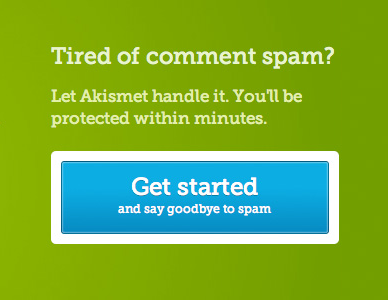 Tired of comment spam?
Let Akismet handle it. You'll be
protected within minutes.
Get started
and say goodbye to spam